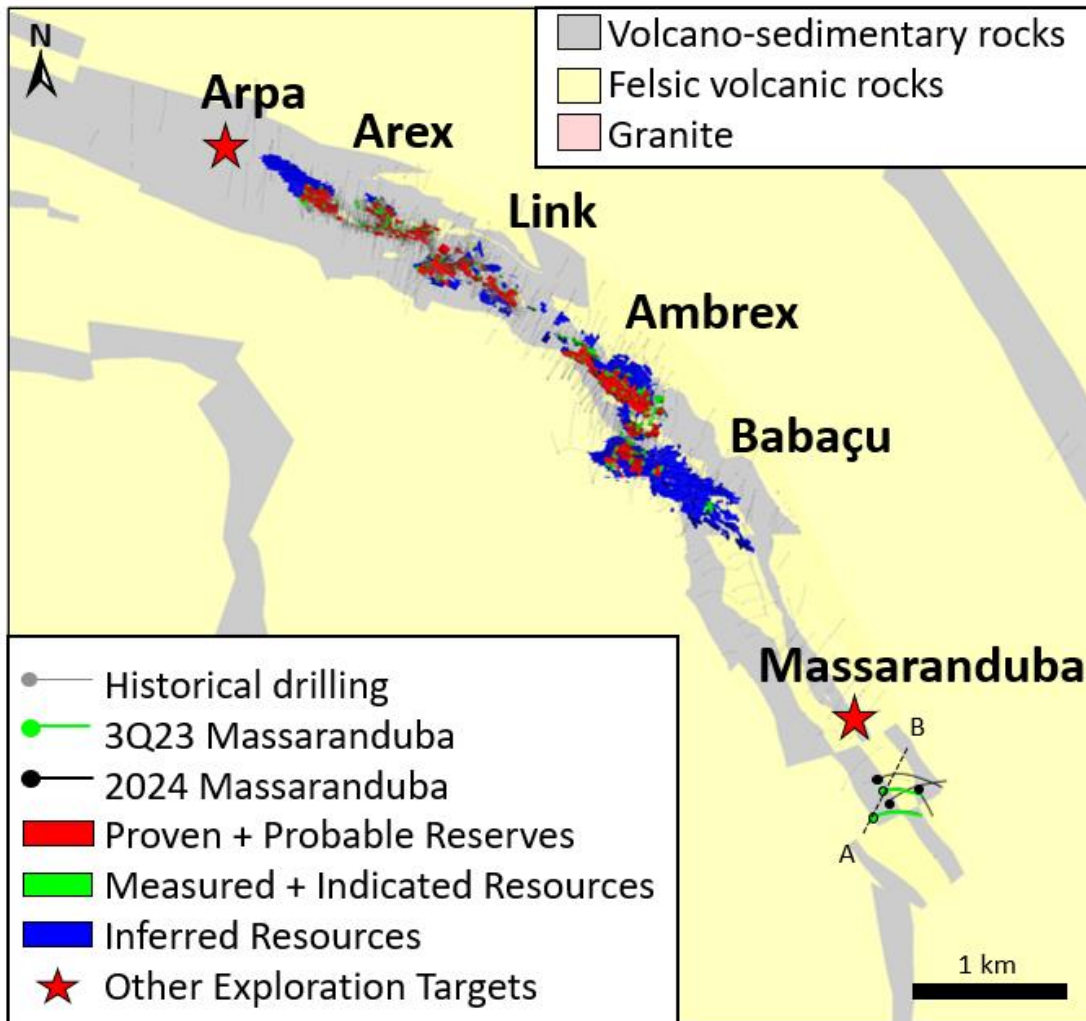 N
Volcano-sedimentary rocks
Felsic volcanic rocks
Granite
Arpa
Arex
Link
Ambrex
Babaçu
Massaranduba
B
A
Historical drilling
3Q23 Massaranduba
2024 Massaranduba
Proven + Probable Reserves
Measured + Indicated Resources
Inferred Resources
Other Exploration Targets
1 km